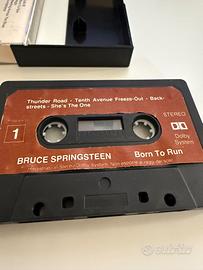 Thunder Road - Tenth Avenue Freeze-Out - Back-
streets - She's The One
1
STEREO
Dolby
System
BRUCE SPRINGSTEEN
Born To Run
subito